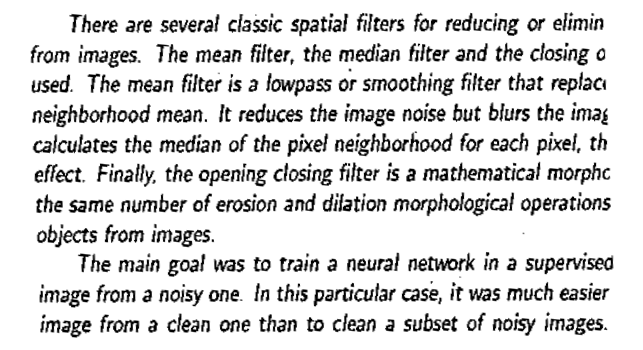 There are several classic spatial filters for reducing or elimin
from images. The mean filter, the median filter and the closing o
used. The mean filter is a lowpass or smoothing filter that replac
neighborhood mean. It reduces the image noise but blurs the imag
calculates the median of the pixel neighborhood for each pixel, th
effect. Finally, the opening closing filter is a mathematical morpho
the same number of erosion and dilation morphological operations
objects from images.
The main goal was to train a neural network in a supervised
image from a noisy one. In this particular case, it was much easier
image from a clean one than to clean a subset of noisy images.